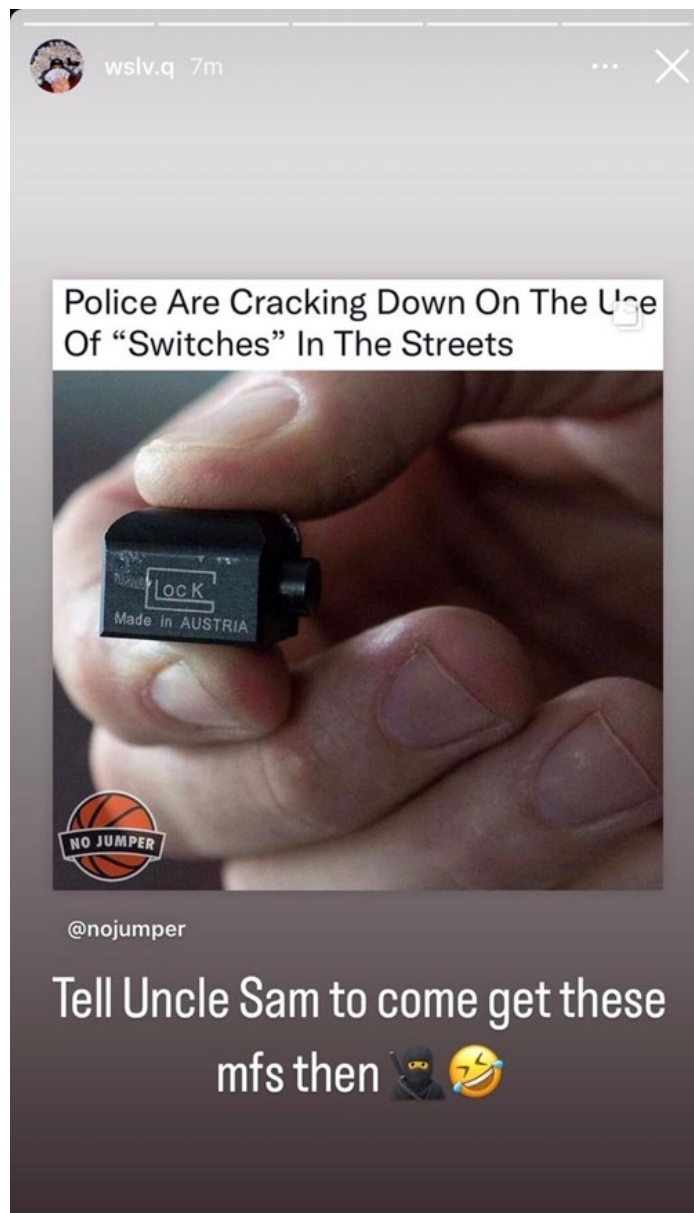 wslv.q 7m
Police Are Cracking Down On The Use
Of “Switches” In The Streets
GLOCK
Made in AUSTRIA
NO JUMPER
@nojumper
Tell Uncle Sam to come get these
mfs then 🥷🤣